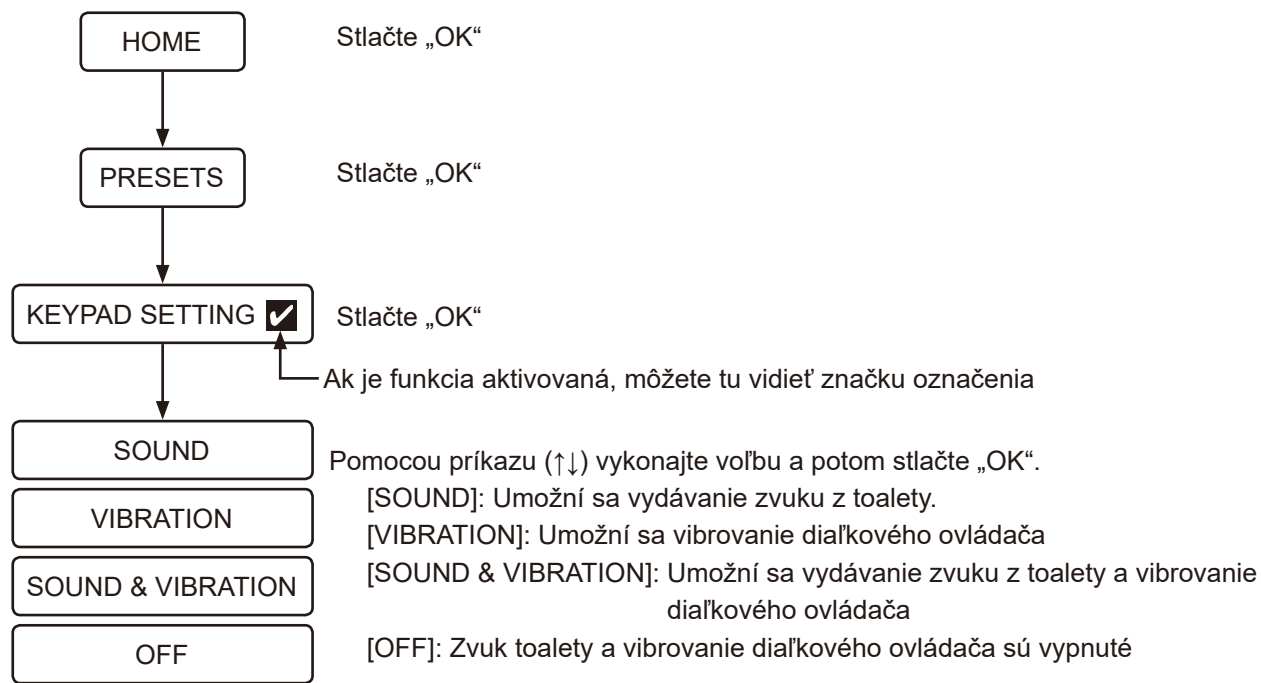 HOME
Stlačte „OK“
PRESETS
Stlačte „OK“
KEYPAD SETTING ✔
Stlačte „OK“
Ak je funkcia aktivovaná, môžete tu vidieť značku označenia
SOUND
VIBRATION
SOUND & VIBRATION
OFF
Pomocou príkazu (↑↓) vykonajte voľbu a potom stlačte „OK“.
[SOUND]: Umožní sa vydávanie zvuku z toalety.
[VIBRATION]: Umožní sa vibrovanie diaľkového ovládača
[SOUND & VIBRATION]: Umožní sa vydávanie zvuku z toalety a vibrovanie
diaľkového ovládača
[OFF]: Zvuk toalety a vibrovanie diaľkového ovládača sú vypnuté